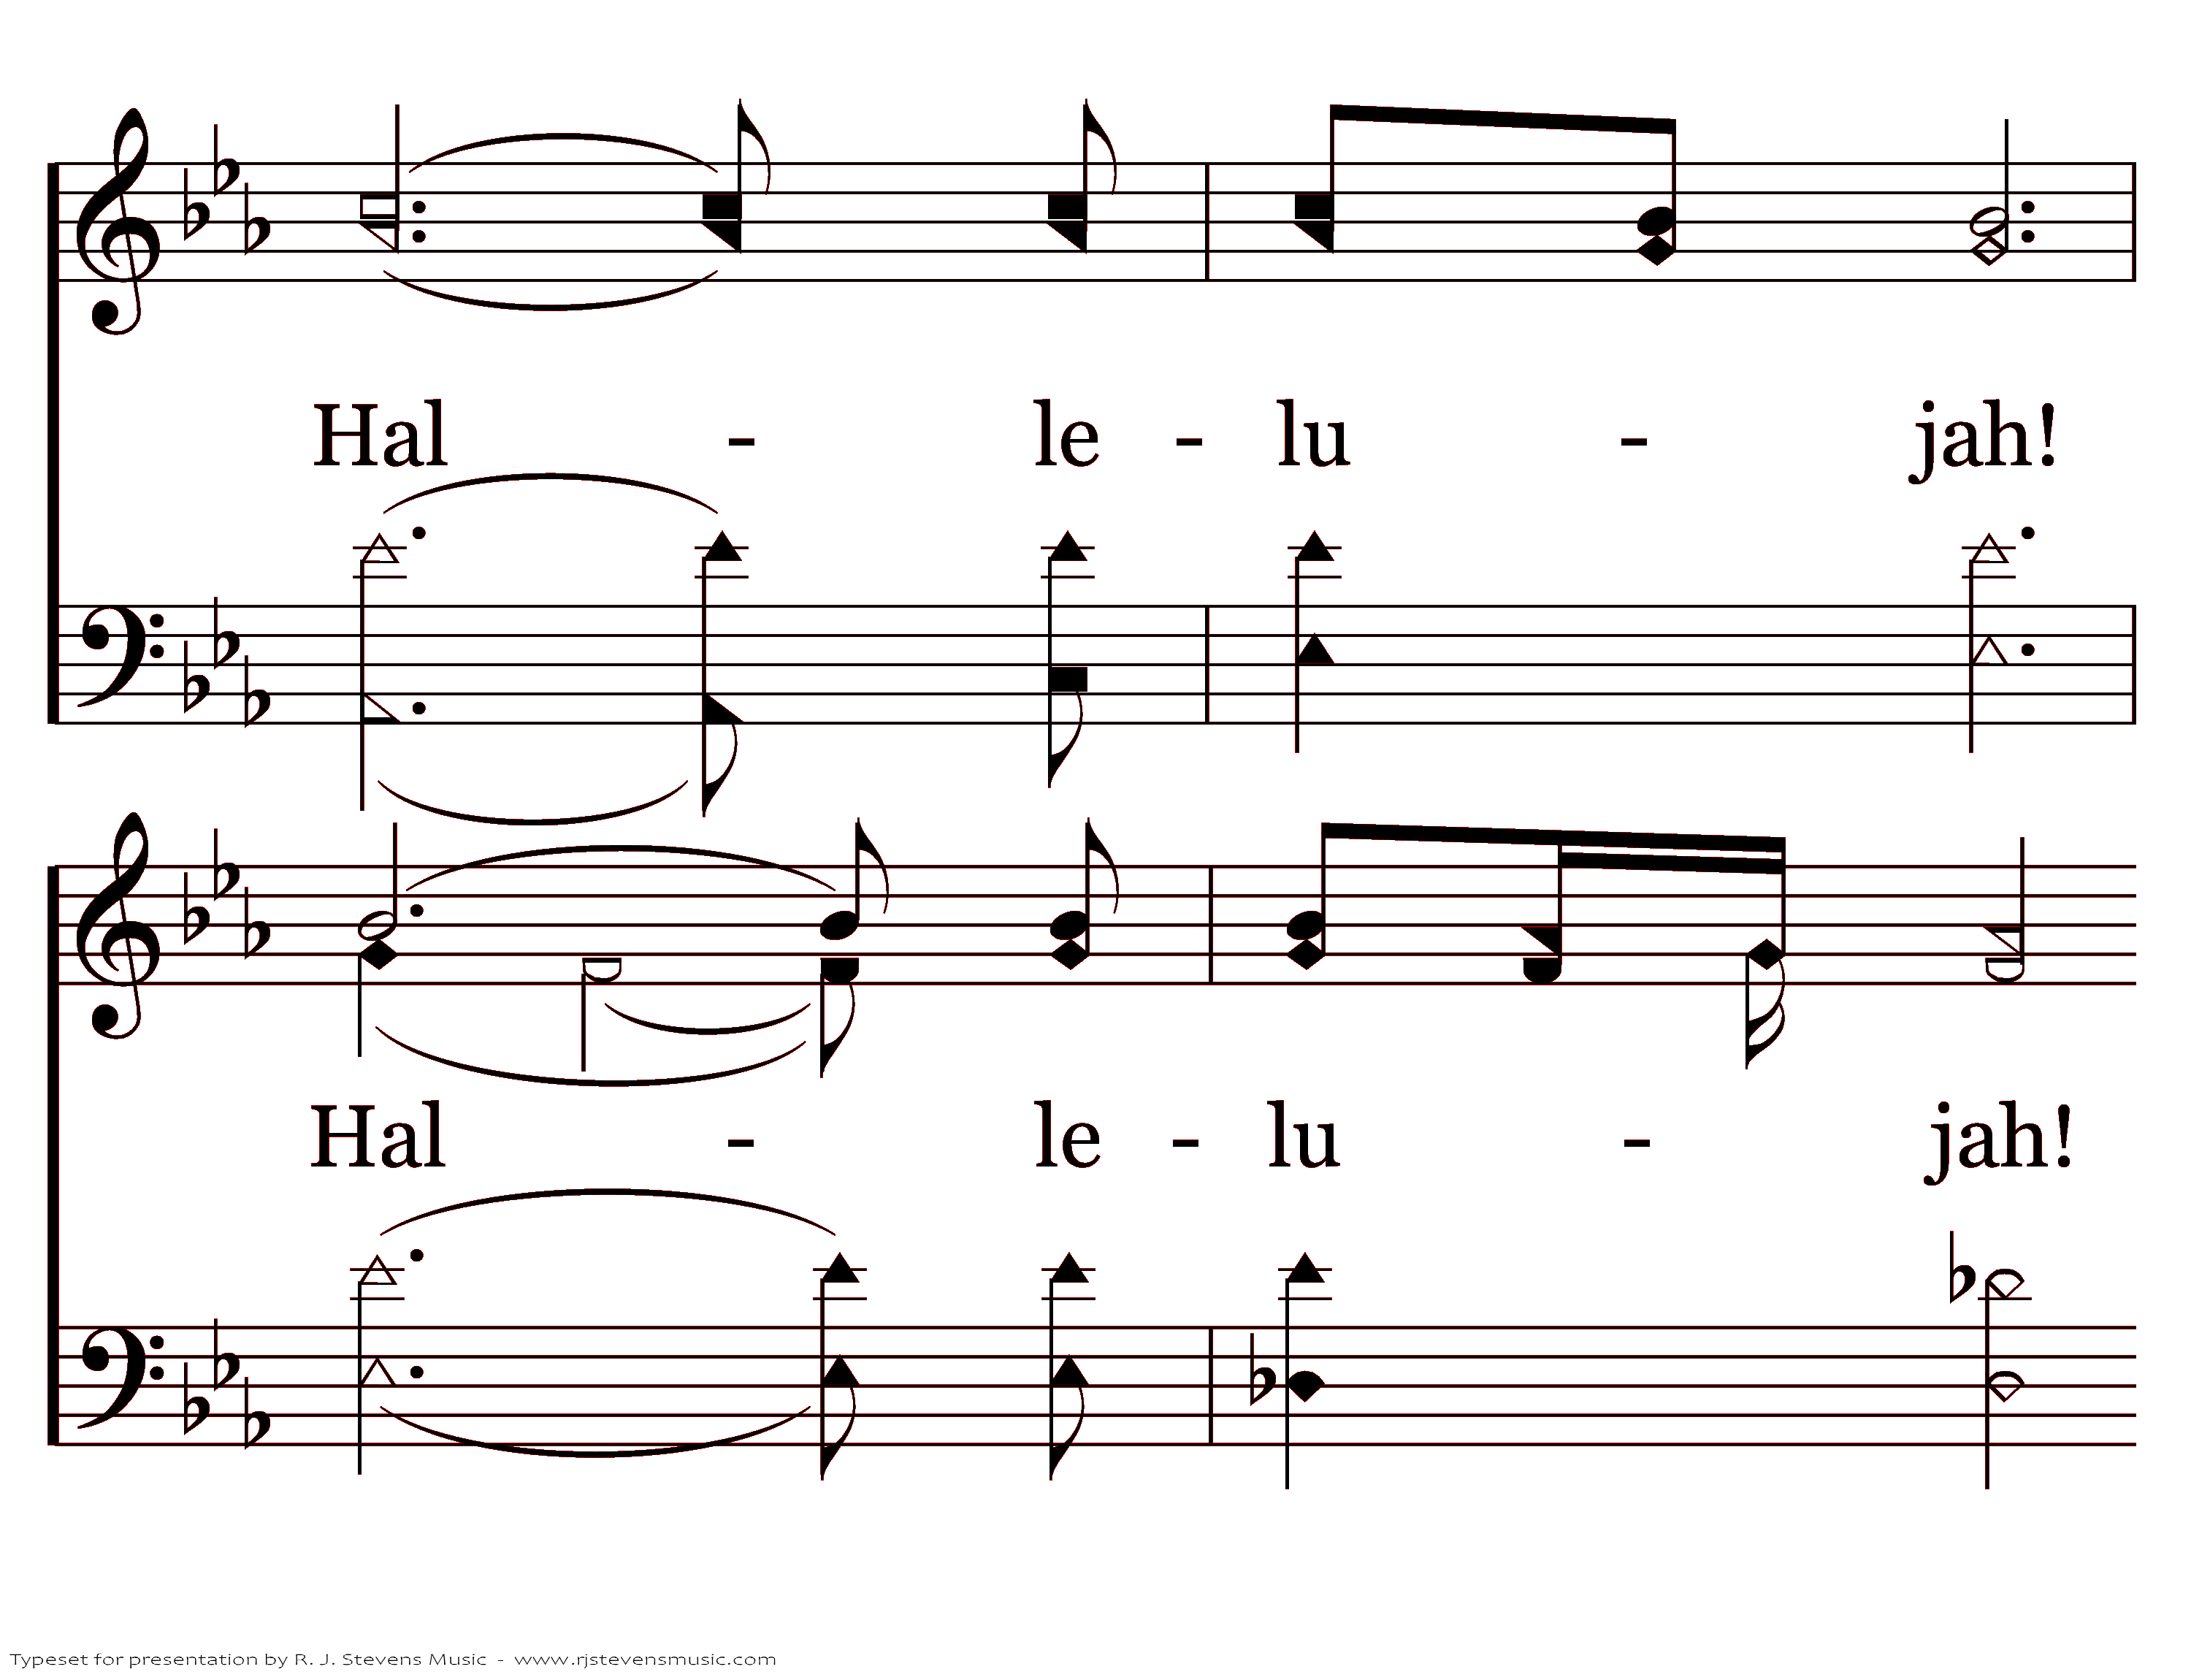 Hal - le - lu - jah!
Hal - le - lu - jah!
Typeset for presentation by R. J. Stevens Music - www.rjstevensmusic.com